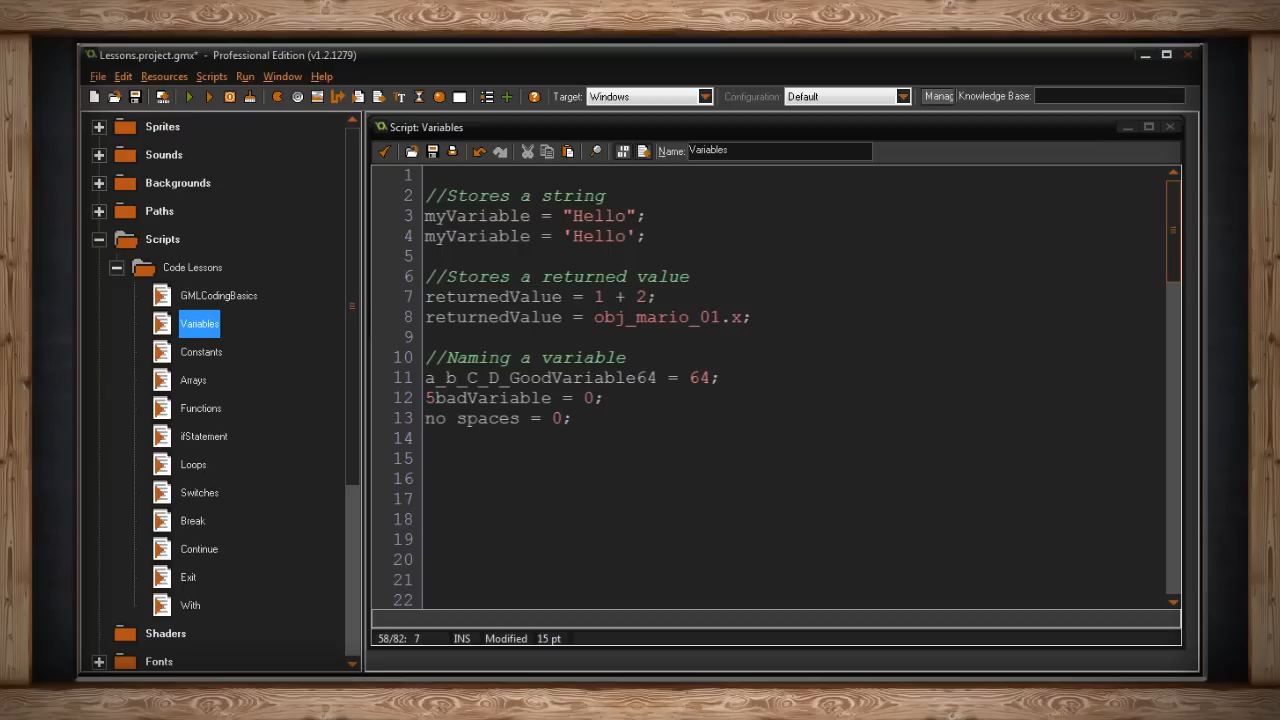 Lessons.project.gmx* - Professional Edition (v1.2.1279)
File Edit Resources Scripts Run Window Help
Target: Windows Configuration: Default Manag Knowledge Base:
Sprites
Sounds
Backgrounds
Paths
Scripts
Code Lessons
GMLCodingBasics
Variables
Constants
Arrays
Functions
ifStatement
Loops
Switches
Break
Continue
Exit
With
Shaders
Fonts
Script: Variables
Name: Variables
1
2 //Stores a string
3 myVariable = "Hello";
4 myVariable = 'Hello';
5
6 //Stores a returned value
7 returnedValue = 1 + 2;
8 returnedValue = obj_mario_01.x;
9
10 //Naming a variable
11 a_b_C_D_GoodVariable64 = 64;
12 5badVariable = 0;
13 no spaces = 0;
14
15
16
17
18
19
20
21
22
58/82: 7 INS Modified 15 pt